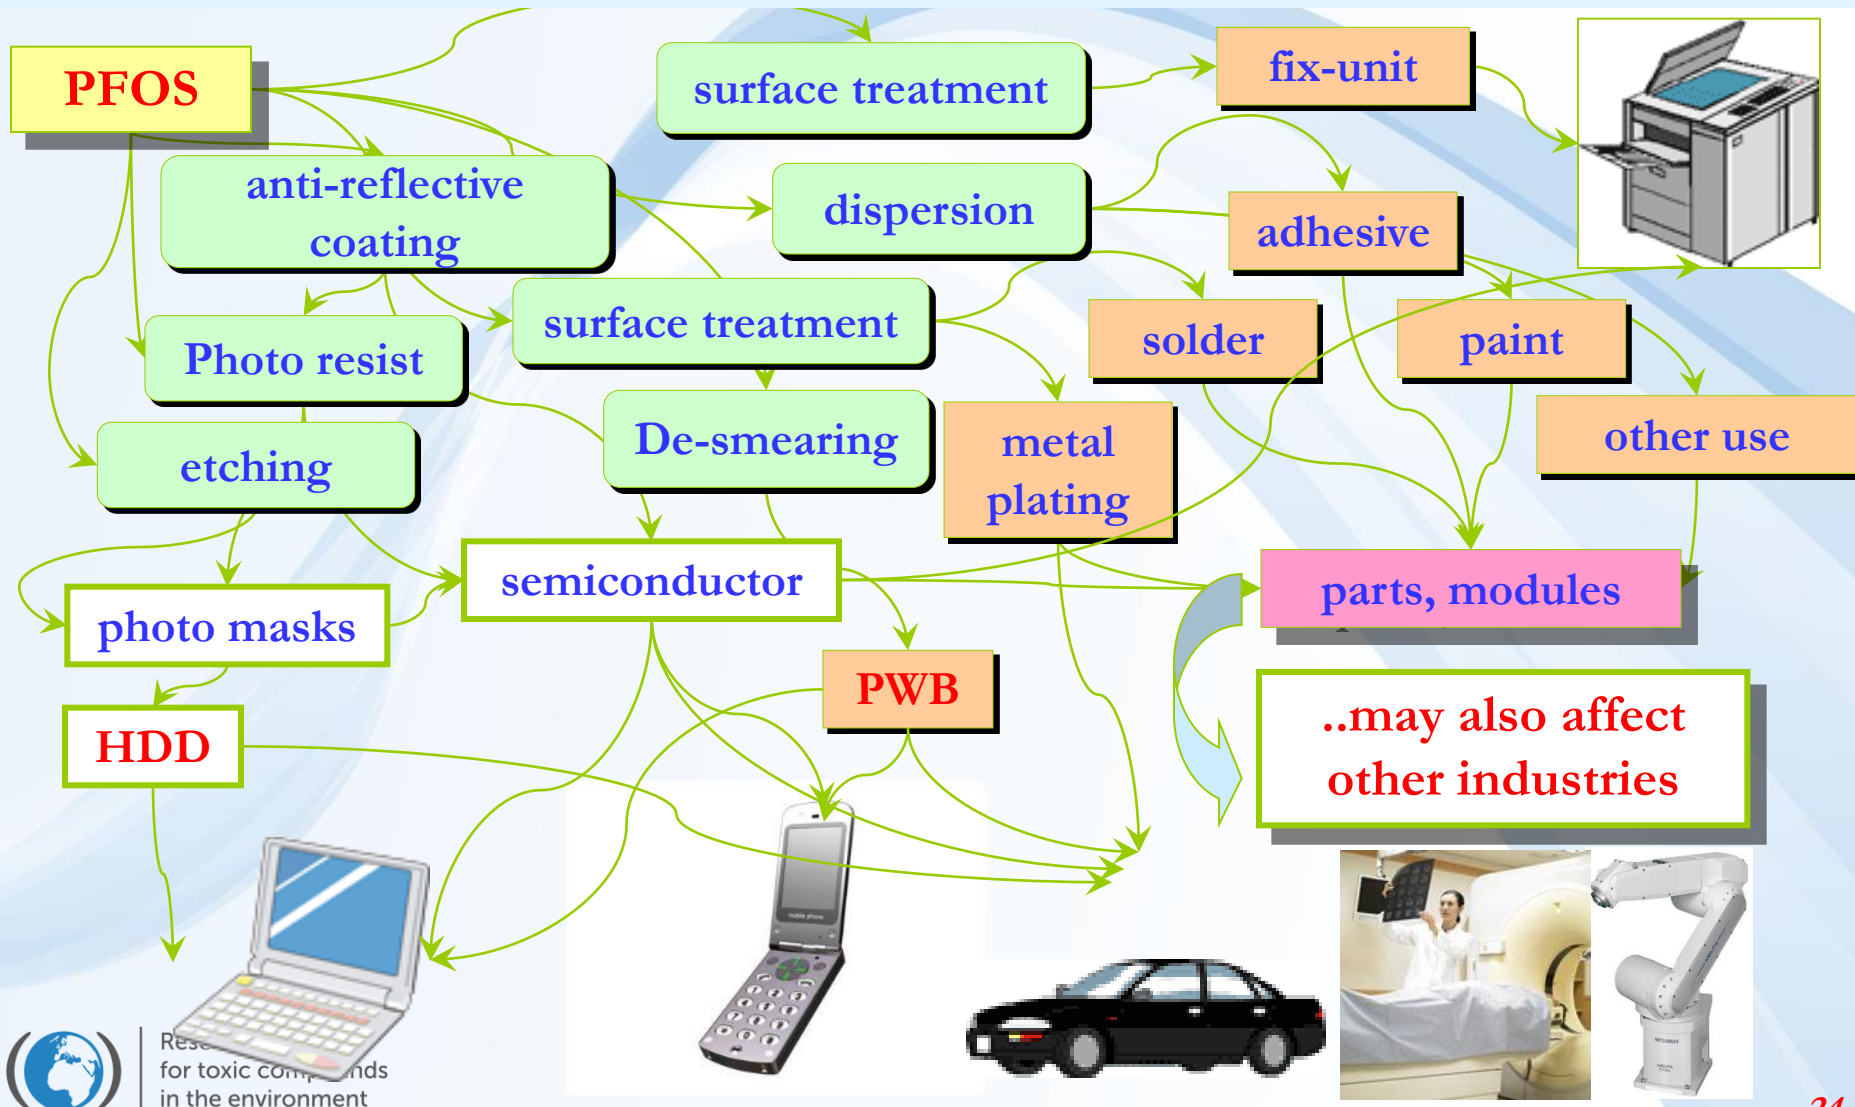 PFOS
surface treatment
fix-unit
anti-reflective
coating
dispersion
adhesive
Photo resist
surface treatment
solder
paint
etching
De-smearing
metal
plating
other use
semiconductor
parts, modules
photo masks
PWB
HDD
..may also affect
other industries
mobile phone
for toxic
in the environment